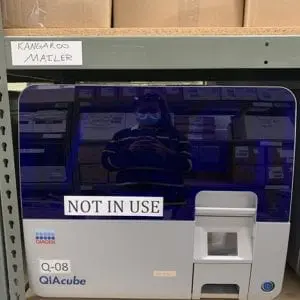 KANGAROO
MAILER
NOT IN USE
QIAGEN
Q-08
QIAcube